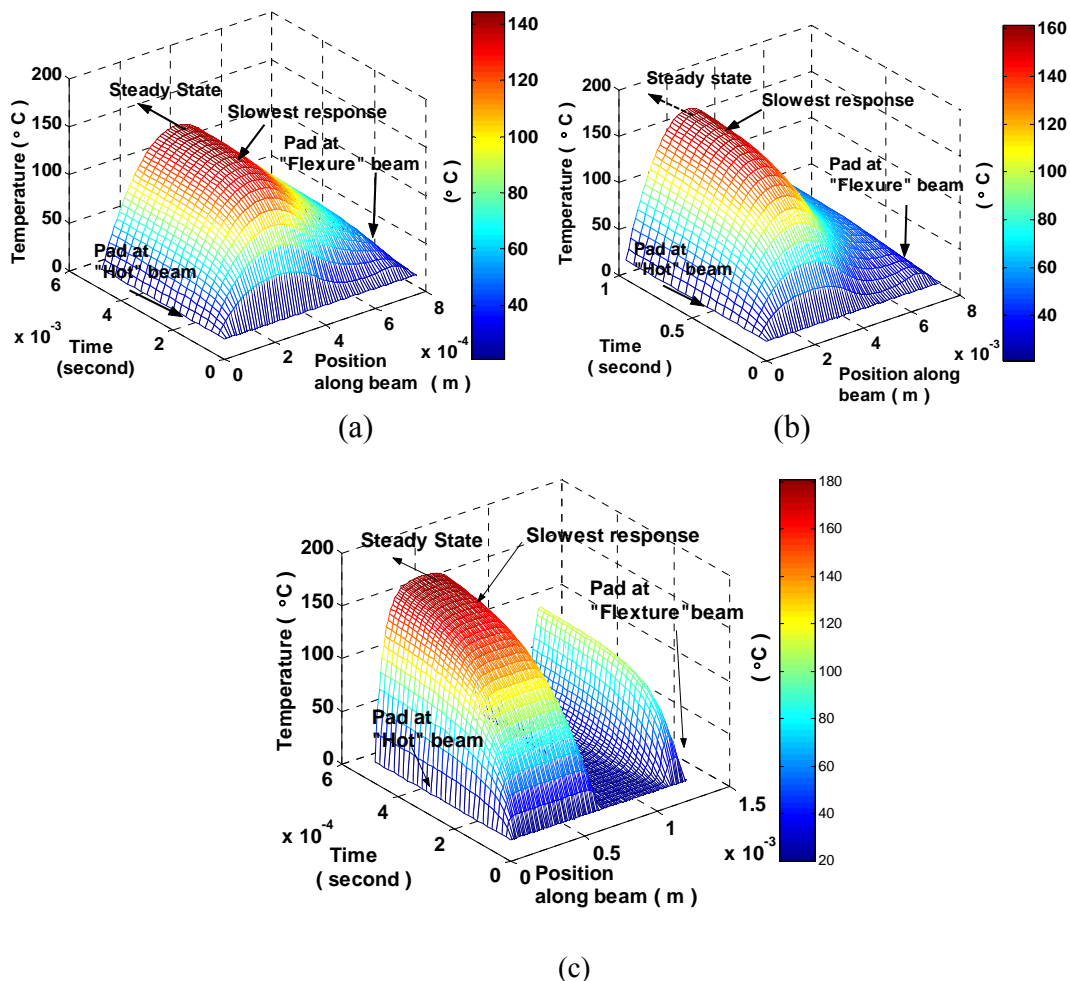 200
150
100
50
0
Temperature ( ° C )
Steady State
Slowest response
Pad at
"Flexure" beam
Pad at
"Hot" beam
6
4
2
0
x 10-3
Time
(second)
0
2
4
6
8
x 10-4
Position
along beam ( m )
140
120
100
80
60
40
(° C )
(a)
200
150
100
50
0
Temperature ( ° C )
Steady state
Slowest response
Pad at
"Flexure" beam
Pad at
"Hot" beam
1
0.5
0
Time
( second )
0
2
4
6
8
x 10-3
Position along
beam ( m )
160
140
120
100
80
60
40
(° C )
(b)
200
150
100
50
0
Temperature ( °C )
Steady State
Slowest response
Pad at
"Flexture"beam
Pad at
"Hot" beam
6
4
2
0
x 10-4
Time
( second )
0
0.5
1
1.5
x 10-3
Position
along beam ( m )
180
160
140
120
100
80
60
40
20
( °C )
(c)